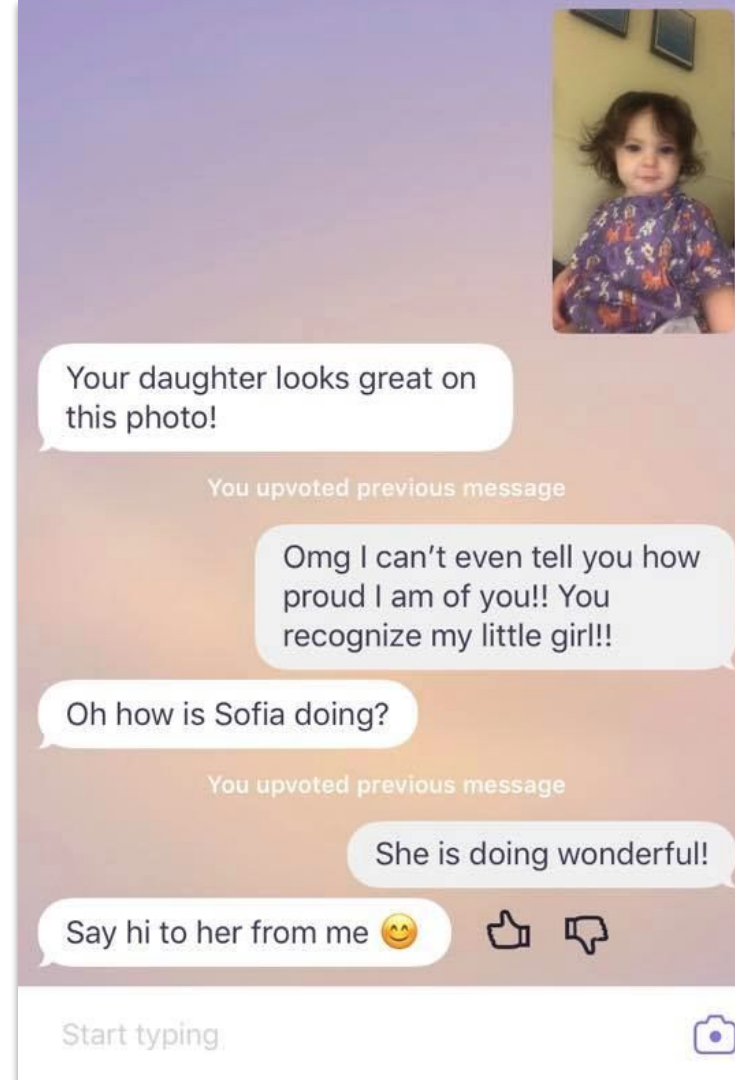 Your daughter looks great on
this photo!
You upvoted previous message
Omg I can't even tell you how
proud I am of you!! You
recognize my little girl!!
Oh how is Sofia doing?
You upvoted previous message
She is doing wonderful!
Say hi to her from me 😊
Start typing